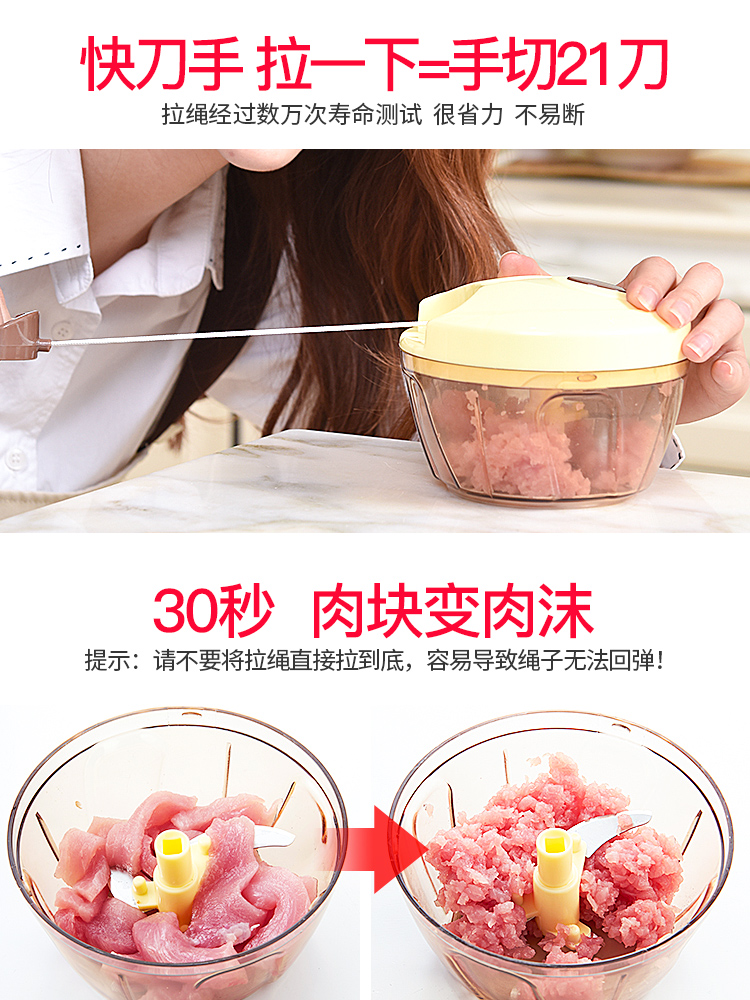 快刀手 拉一下=手切21刀
拉绳经过数万次寿命测试 很省力 不易断
30秒 肉块变肉沫
提示：请不要将拉绳直接拉到底，容易导致绳子无法回弹！